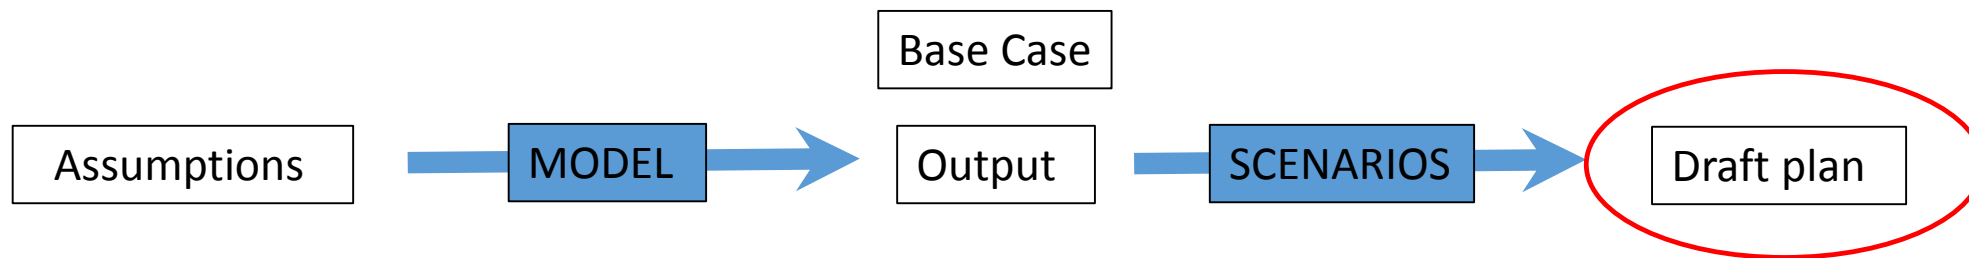 Base Case
Assumptions
MODEL
Output
SCENARIOS
Draft plan